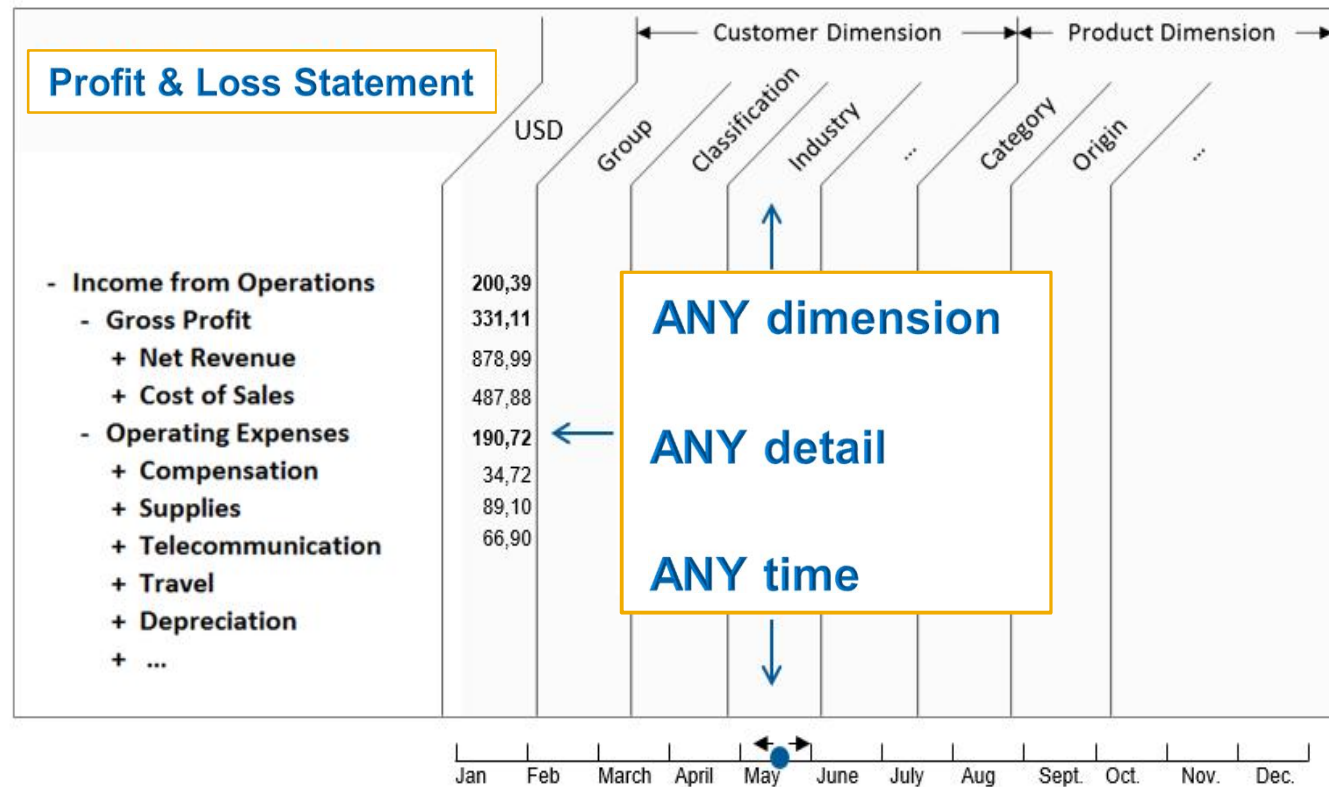 Customer Dimension
Product Dimension
Profit & Loss Statement
USD
Group
Classification
Industry
...
Category
Origin
...
- Income from Operations 200,39
- Gross Profit 331,11
+ Net Revenue 878,99
+ Cost of Sales 487,88
- Operating Expenses 190,72
+ Compensation 34,72
+ Supplies 89,10
+ Telecommunication 66,90
+ Travel
+ Depreciation
+ ...
ANY dimension
ANY detail
ANY time
Jan Feb March April May June July Aug Sept. Oct. Nov. Dec.